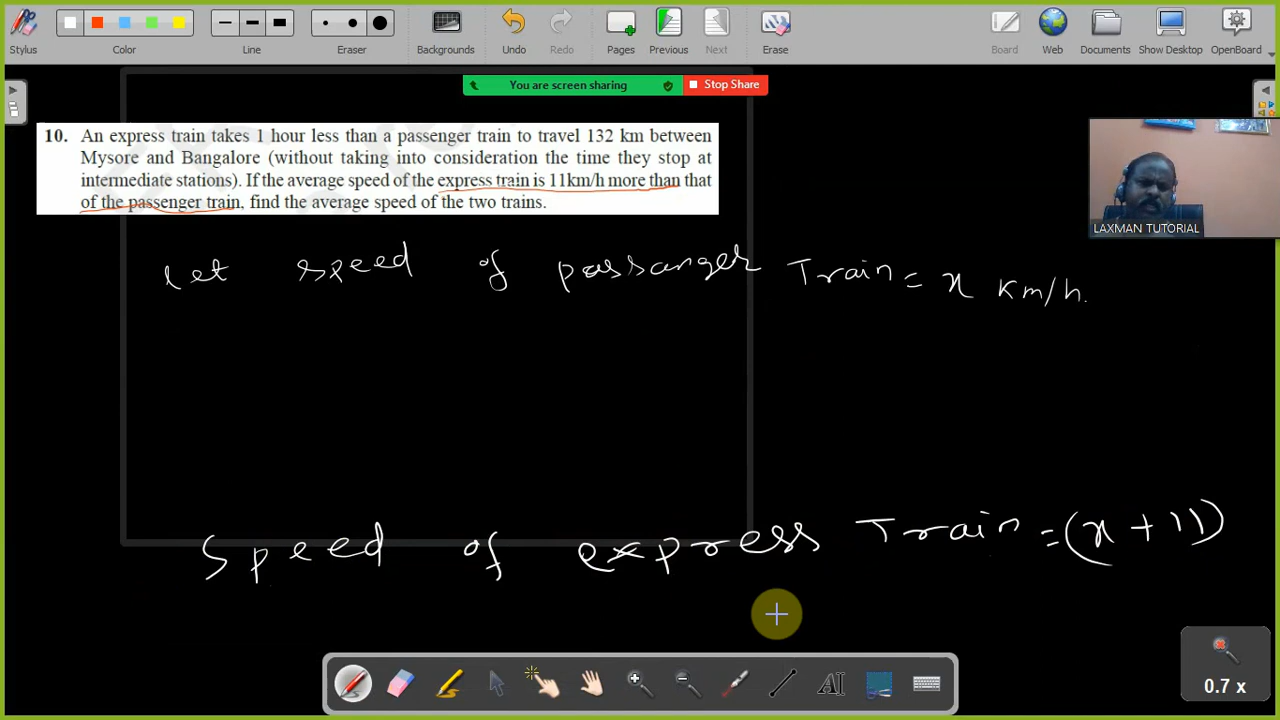 Stylus Color Line Eraser Backgrounds Undo Redo Pages Previous Next Erase Board Web Documents Show Desktop OpenBoard
You are screen sharing Stop Share
10. An express train takes 1 hour less than a passenger train to travel 132 km between
Mysore and Bangalore (without taking into consideration the time they stop at
intermediate stations). If the average speed of the express train is 11km/h more than that
of the passenger train, find the average speed of the two trains.
LAXMAN TUTORIAL
Let speed of passanger Train = x Km/h.
Speed of express Train = (x + 11)
AI
0.7 x